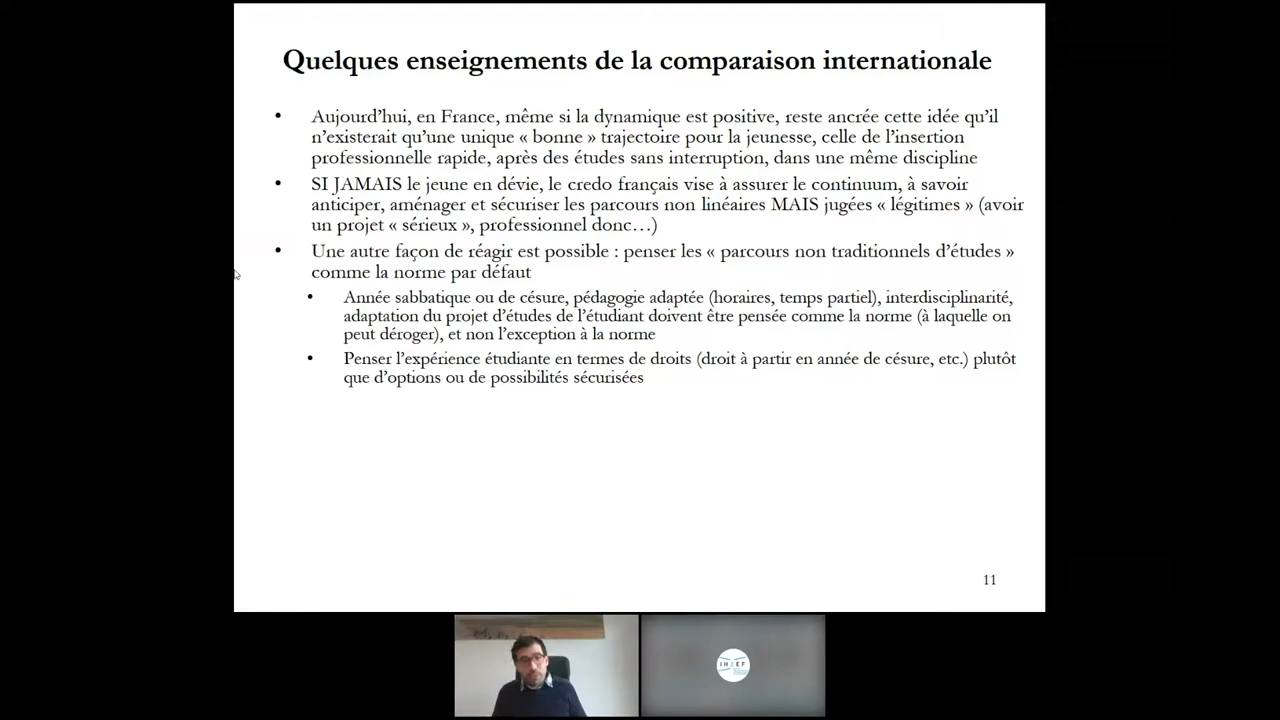 Quelques enseignements de la comparaison internationale
• Aujourd’hui, en France, même si la dynamique est positive, reste ancrée cette idée qu’il
n’existerait qu’une unique « bonne » trajectoire pour la jeunesse, celle de l’insertion
professionnelle rapide, après des études sans interruption, dans une même discipline
• SI JAMAIS le jeune en dévie, le credo français vise à assurer le continuum, à savoir
anticiper, aménager et sécuriser les parcours non linéaires MAIS jugées « légitimes » (avoir
un projet « sérieux », professionnel donc…)
• Une autre façon de réagir est possible : penser les « parcours non traditionnels d’études »
comme la norme par défaut
• Année sabbatique ou de césure, pédagogie adaptée (horaires, temps partiel), interdisciplinarité,
adaptation du projet d’études de l’étudiant doivent être pensée comme la norme (à laquelle on
peut déroger), et non l’exception à la norme
• Penser l’expérience étudiante en termes de droits (droit à partir en année de césure, etc.) plutôt
que d’options ou de possibilités sécurisées
11
IH2EF